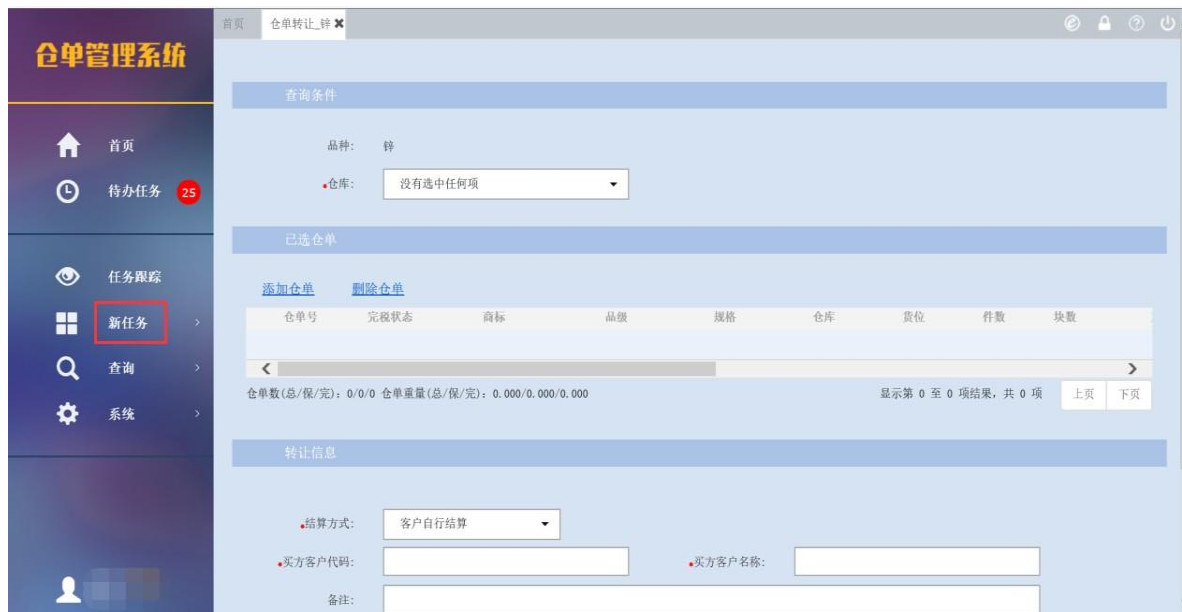 仓单管理系统
首页
待办任务 25
任务跟踪
新任务
查询
系统
首页 仓单转让_锌
查询条件
品种: 锌
仓库: 没有选中任何项
已选仓单
添加仓单 删除仓单
仓单号 完税状态 商标 品级 规格 仓库 货位 件数 块数
仓单数(总/保/完): 0/0/0 仓单重量(总/保/完): 0.000/0.000/0.000 显示第 0 至 0 项结果, 共 0 项 上页 下页
转让信息
结算方式: 客户自行结算
买方客户代码: 买方客户名称:
备注: